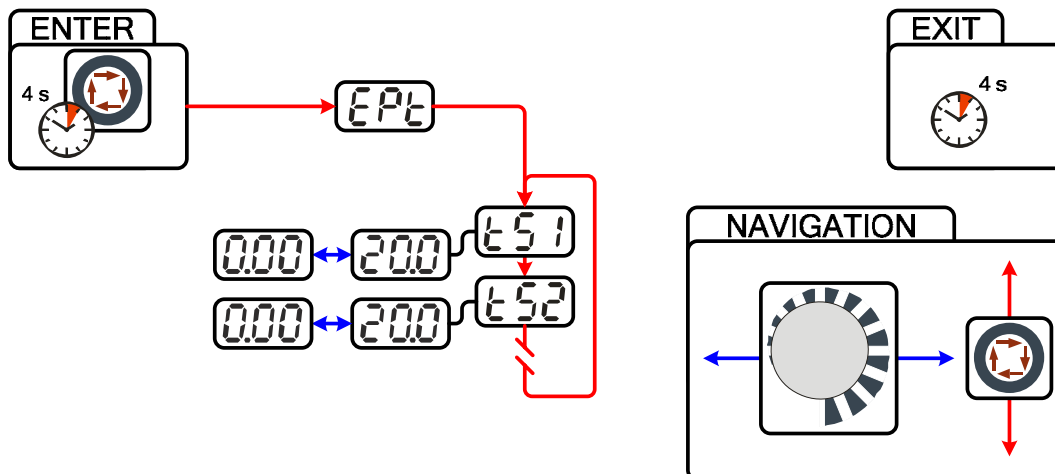 ENTER
4 s
EPt
tS1
0.00
20.0
tS2
0.00
20.0
EXIT
4 s
NAVIGATION